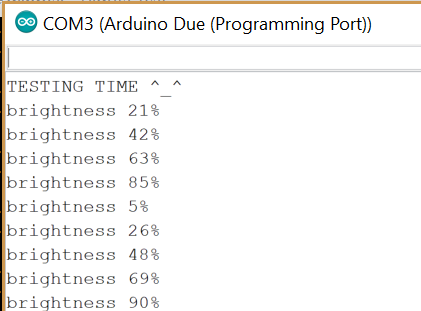 COM3 (Arduino Due (Programming Port))
TESTING TIME ^_^
brightness 21%
brightness 42%
brightness 63%
brightness 85%
brightness 5%
brightness 26%
brightness 48%
brightness 69%
brightness 90%